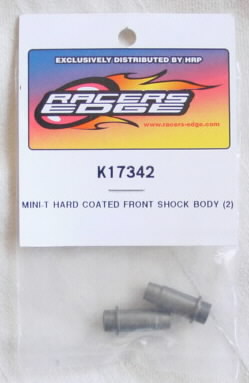 EXCLUSIVELY DISTRIBUTED BY HRP
RACERS
EDGE
www.racers-edge.com
K17342
MINI-T HARD COATED FRONT SHOCK BODY (2)